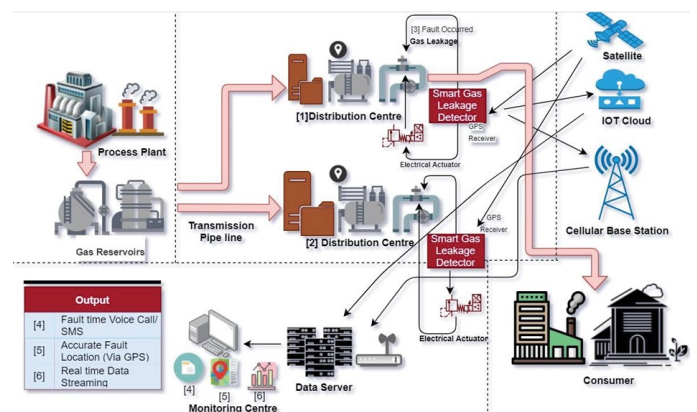 [3] Fault Occurred
Gas Leakage
Satellite
[1]Distribution Centre
Smart Gas
Leakage
Detector
IOT Cloud
GPS
Receiver
Process Plant
Electrical Actuator
Transmission
Pipe line
[2] Distribution Centre
GPS
Receiver
Cellular Base Station
Gas Reservoirs
Smart Gas
Leakage
Detector
Output
[4] Fault time Voice Call/
SMS
[5] Accurate Fault
Location (Via GPS)
[6] Real time Data
Streaming
Electrical Actuator
[4]
[5]
[6]
Data Server
Monitoring Centre
Consumer